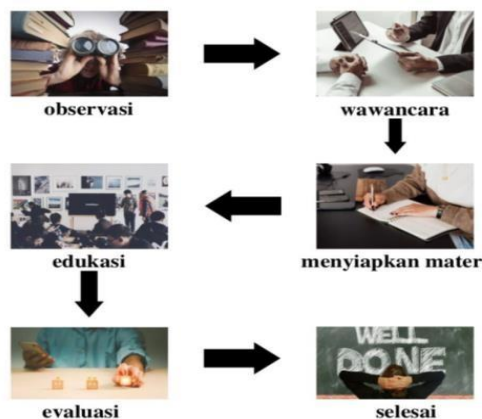 observasi
wawancara
menyiapkan mater
edukasi
evaluasi
WELL
DONE
selesai